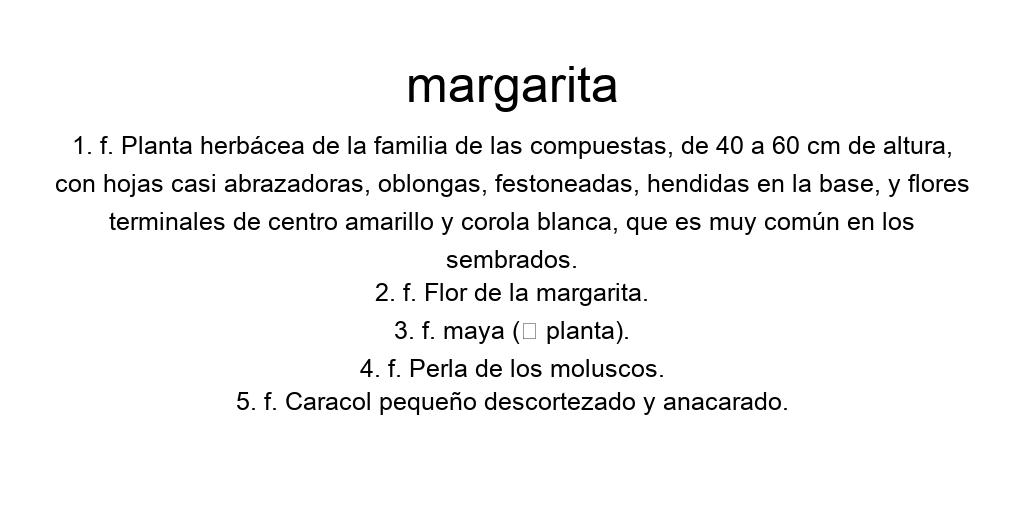 margarita
1. f. Planta herbácea de la familia de las compuestas, de 40 a 60 cm de altura,
con hojas casi abrazadoras, oblongas, festoneadas, hendidas en la base, y flores
terminales de centro amarillo y corola blanca, que es muy común en los
sembrados.
2. f. Flor de la margarita.
3. f. maya (□ planta).
4. f. Perla de los moluscos.
5. f. Caracol pequeño descortezado y anacarado.